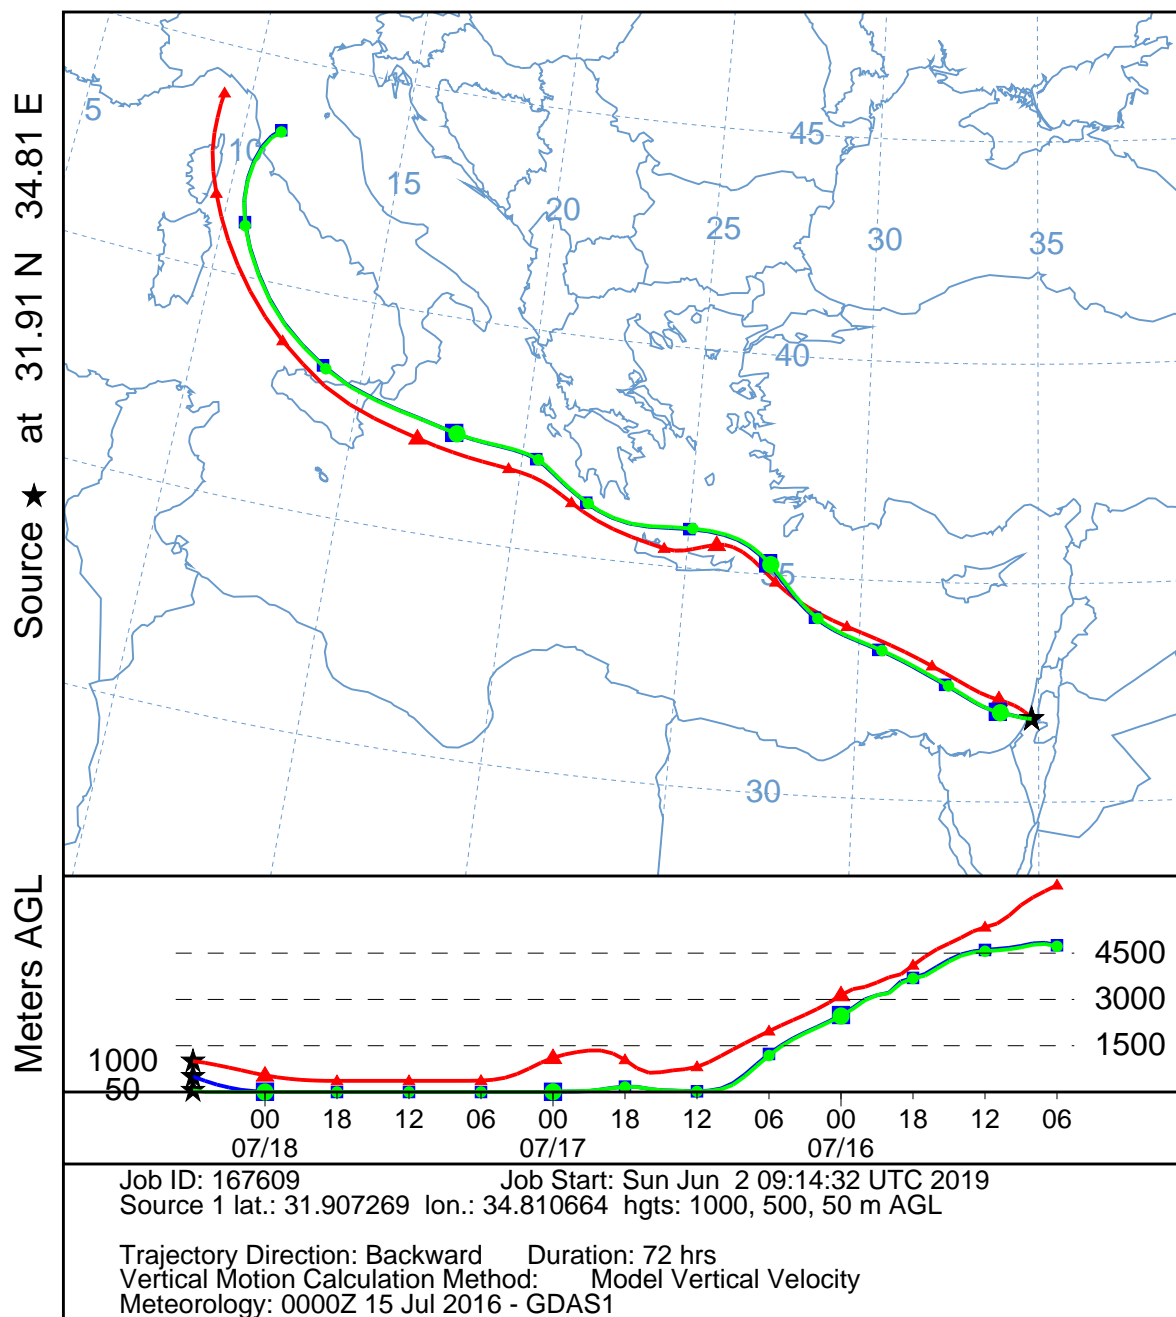 Source ★ at 31.91 N 34.81 E
5
10
15
20
25
30
35
45
40
35
30
Meters AGL
4500
3000
1500
1000
50
00 18 12 06 00 18 12 06 00 18 12 06
07/18 07/17 07/16
Job ID: 167609 Job Start: Sun Jun 2 09:14:32 UTC 2019
Source 1 lat.: 31.907269 lon.: 34.810664 hgts: 1000, 500, 50 m AGL
Trajectory Direction: Backward Duration: 72 hrs
Vertical Motion Calculation Method: Model Vertical Velocity
Meteorology: 0000Z 15 Jul 2016 - GDAS1